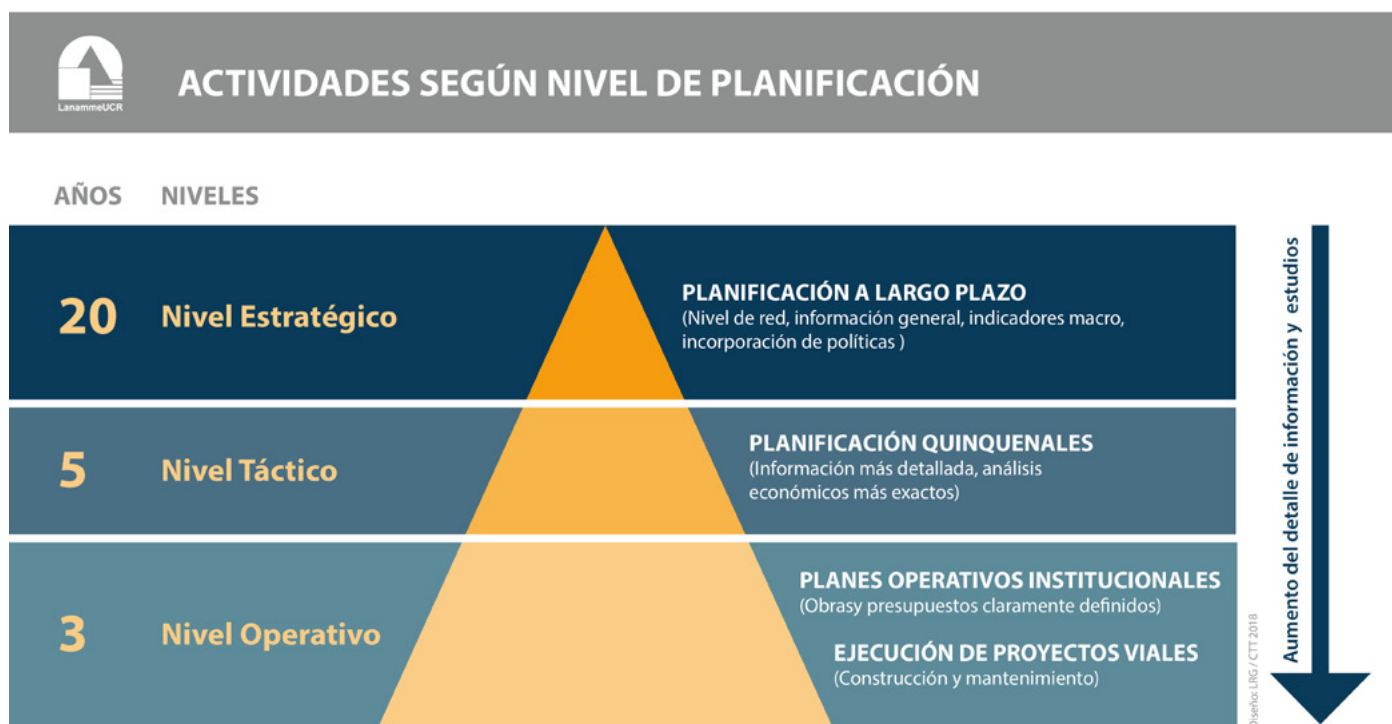 LanammeUCR
ACTIVIDADES SEGÚN NIVEL DE PLANIFICACIÓN
AÑOS NIVELES
20 Nivel Estratégico
PLANIFICACIÓN A LARGO PLAZO
(Nivel de red, información general, indicadores macro,
incorporación de políticas )
5 Nivel Táctico
PLANIFICACIÓN QUINQUENALES
(Información más detallada, análisis
económicos más exactos)
3 Nivel Operativo
PLANES OPERATIVOS INSTITUCIONALES
(Obrasy presupuestos claramente definidos)
EJECUCIÓN DE PROYECTOS VIALES
(Construcción y mantenimiento)
Diseño: LRG / CTT 2018
Aumento del detalle de información y estudios